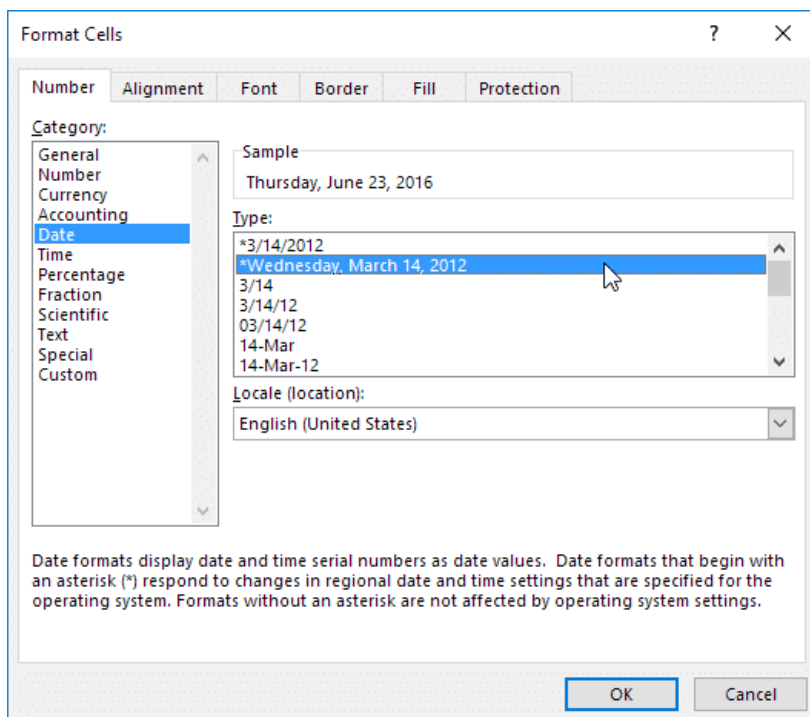 Format Cells
?
Number
Alignment
Font
Border
Fill
Protection
Category:
General
Number
Currency
Accounting
Date
Time
Percentage
Fraction
Scientific
Text
Special
Custom
Sample
Thursday, June 23, 2016
Type:
*3/14/2012
*Wednesday, March 14, 2012
3/14
3/14/12
03/14/12
14-Mar
14-Mar-12
Locale (location):
English (United States)
Date formats display date and time serial numbers as date values.  Date formats that begin with
an asterisk (*) respond to changes in regional date and time settings that are specified for the
operating system. Formats without an asterisk are not affected by operating system settings.
OK
Cancel